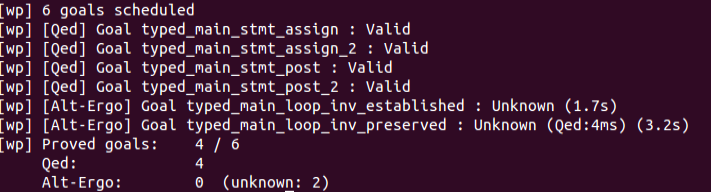 [wp] 6 goals scheduled
[wp] [Qed] Goal typed_main_stmt_assign : Valid
[wp] [Qed] Goal typed_main_stmt_assign_2 : Valid
[wp] [Qed] Goal typed_main_stmt_post : Valid
[wp] [Qed] Goal typed_main_stmt_post_2 : Valid
[wp] [Alt-Ergo] Goal typed_main_loop_inv_established : Unknown (1.7s)
[wp] [Alt-Ergo] Goal typed_main_loop_inv_preserved : Unknown (Qed:4ms) (3.2s)
[wp] Proved goals:    4 / 6
     Qed:             4
     Alt-Ergo:        0  (unknown: 2)